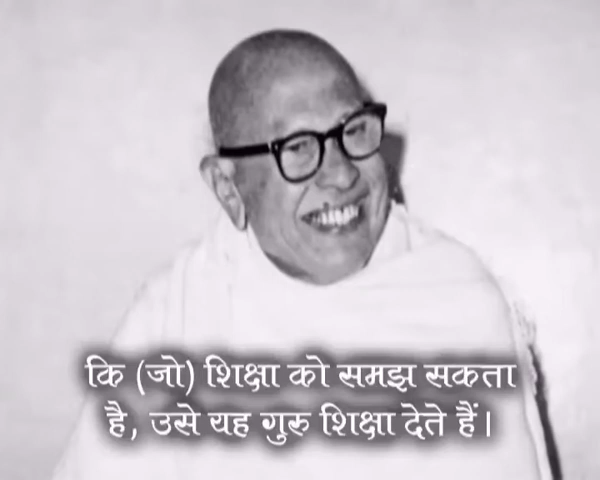 कि (जो) शिक्षा को समझ सकता
है, उसे यह गुरु शिक्षा देते हैं।